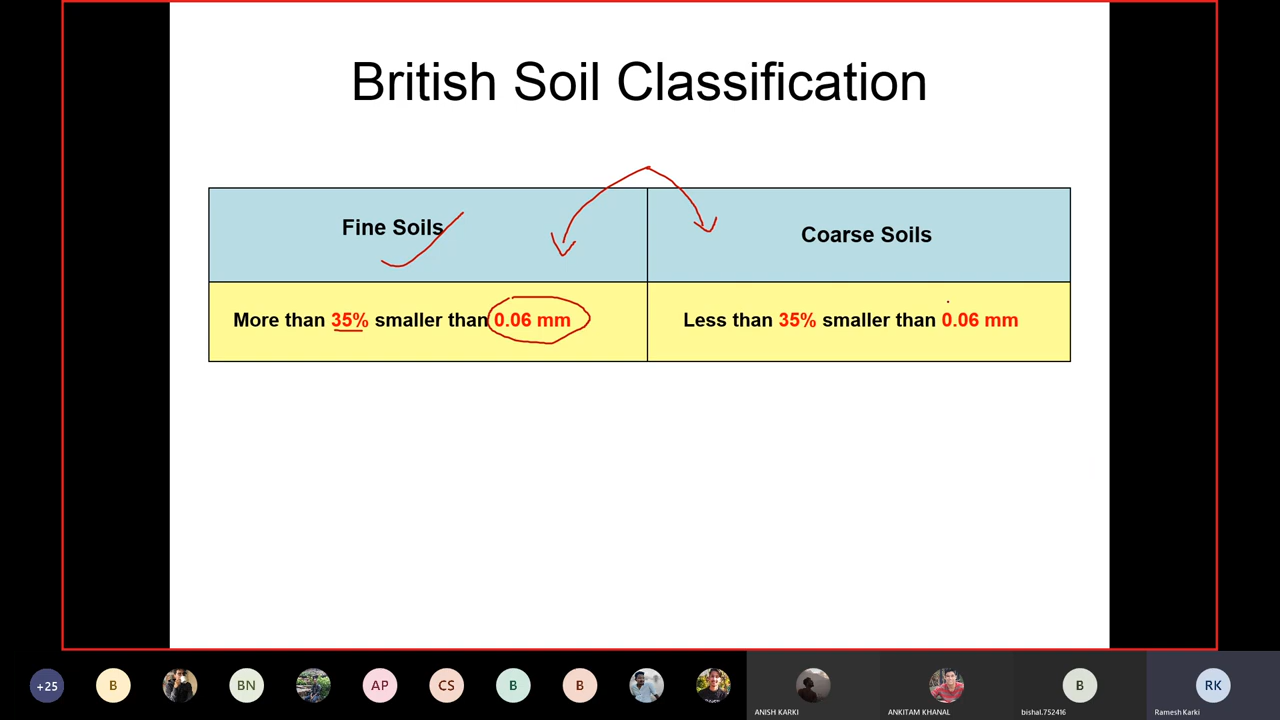 British Soil Classification
Fine Soils
Coarse Soils
More than 35% smaller than 0.06 mm
Less than 35% smaller than 0.06 mm
+25
B
BN
AP
CS
B
B
B
RK
ANISH KARKI
ANKITAM KHANAL
bishal.752416
Ramesh Karki